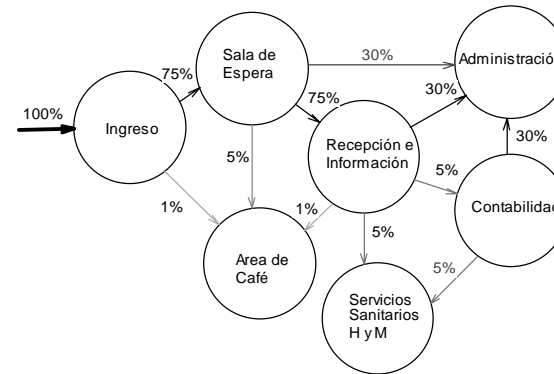 Sala de
Espera
30%
Administració
75%
100%
Ingreso
75%
30%
Recepción e
Información
30%
5%
5%
Contabilidad
1%
1%
5%
Area de
Café
5%
Servicios
Sanitarios
H y M